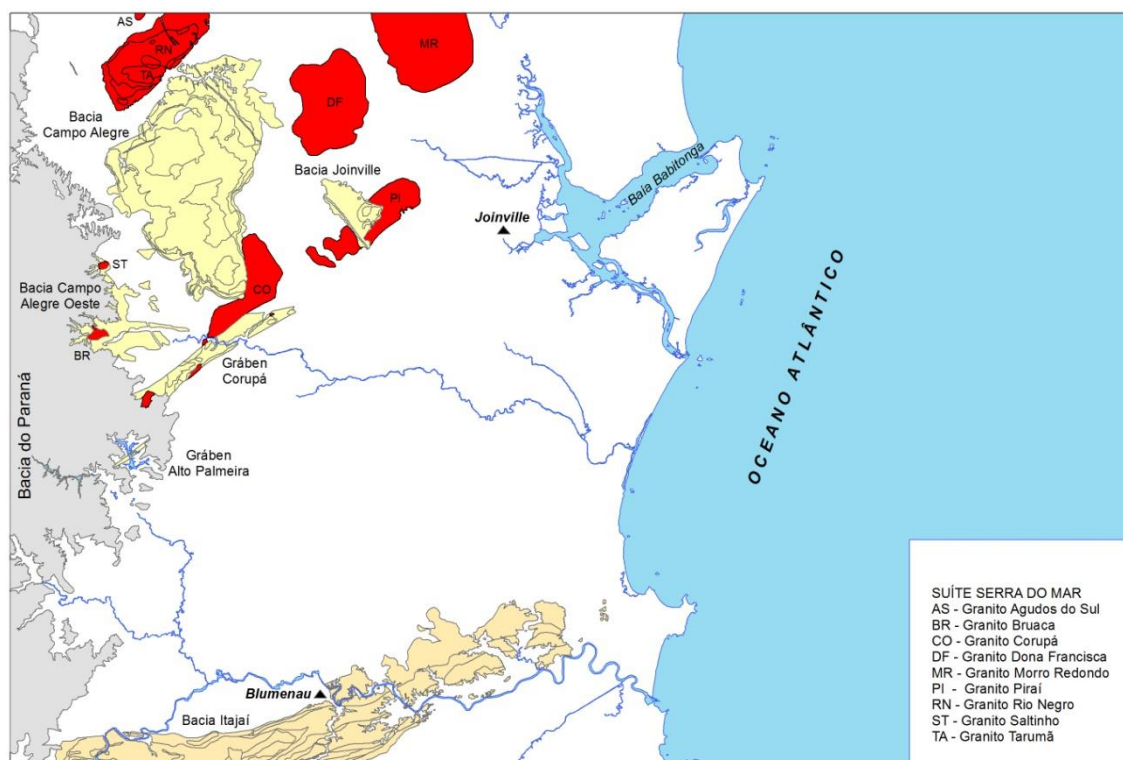 AS
RN
TA
MR
DF
Bacia
Campo Alegre
Bacia Joinville
PI
Joinville
Baia Babitonga
ST
CO
Bacia Campo
Alegre Oeste
BR
Gráben
Corupá
OCEANO ATLÂNTICO
Bacia do Paraná
Gráben
Alto Palmeira
Blumenau
Bacia Itajaí
SUÍTE SERRA DO MAR
AS - Granito Agudos do Sul
BR - Granito Bruaca
CO - Granito Corupá
DF - Granito Dona Francisca
MR - Granito Morro Redondo
PI - Granito Piraí
RN - Granito Rio Negro
ST - Granito Saltinho
TA - Granito Tarumã